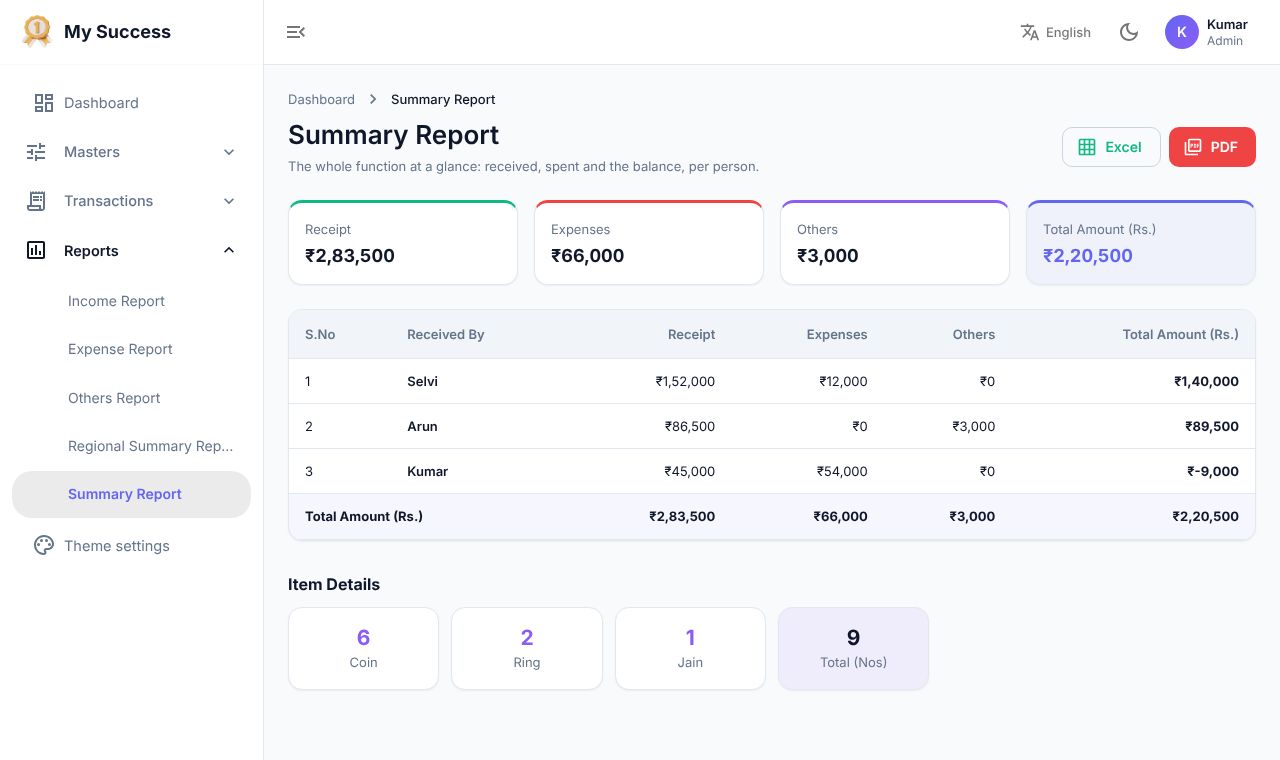 My Success
English
K
Kumar
Admin
Dashboard
Masters
Transactions
Reports
Income Report
Expense Report
Others Report
Regional Summary Rep...
Summary Report
Theme settings
Dashboard > Summary Report
Summary Report
The whole function at a glance: received, spent and the balance, per person.
Excel
PDF
Receipt
₹2,83,500
Expenses
₹66,000
Others
₹3,000
Total Amount (Rs.)
₹2,20,500
S.No Received By Receipt Expenses Others Total Amount (Rs.)
1 Selvi ₹1,52,000 ₹12,000 ₹0 ₹1,40,000
2 Arun ₹86,500 ₹0 ₹3,000 ₹89,500
3 Kumar ₹45,000 ₹54,000 ₹0 ₹-9,000
Total Amount (Rs.) ₹2,83,500 ₹66,000 ₹3,000 ₹2,20,500
Item Details
6
Coin
2
Ring
1
Jain
9
Total (Nos)